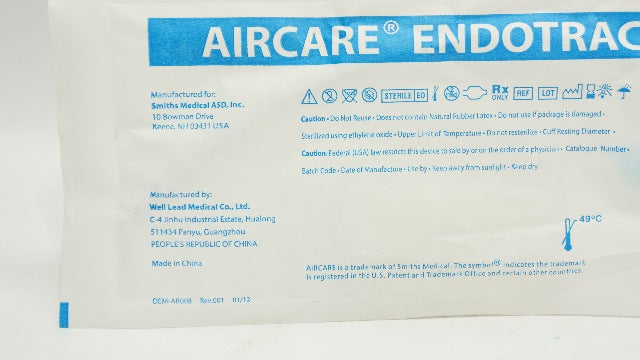 AIRCARE® ENDOTRAC
Manufactured for:
Smiths Medical ASD, Inc.
10 Bowman Drive
Keene, NH 03431 USA
STERILE EO Rx ONLY REF LOT
Caution • Do Not Reuse • Does not contain Natural Rubber Latex • Do not use if package is damaged •
Sterilized using ethylene oxide • Upper Limit of Temperature • Do not resterilize • Cuff Resting Diameter •
Caution: Federal (USA) law restricts this device to sale by or on the order of a physician • Catalogue Number •
Batch Code • Date of Manufacture • Use by • Keep away from sunlight • Keep dry
Manufactured by:
Well Lead Medical Co., Ltd.
C-4 Jinhu Industrial Estate, Hualong
511434 Panyu, Guangzhou
PEOPLE'S REPUBLIC OF CHINA
Made in China
49°C
AIRCARE is a trademark of Smiths Medical. The symbol ® indicates the trademark
is registered in the U.S. Patent and Trademark Office and certain other countries.
OEM-AR008 Rev.001 01/12